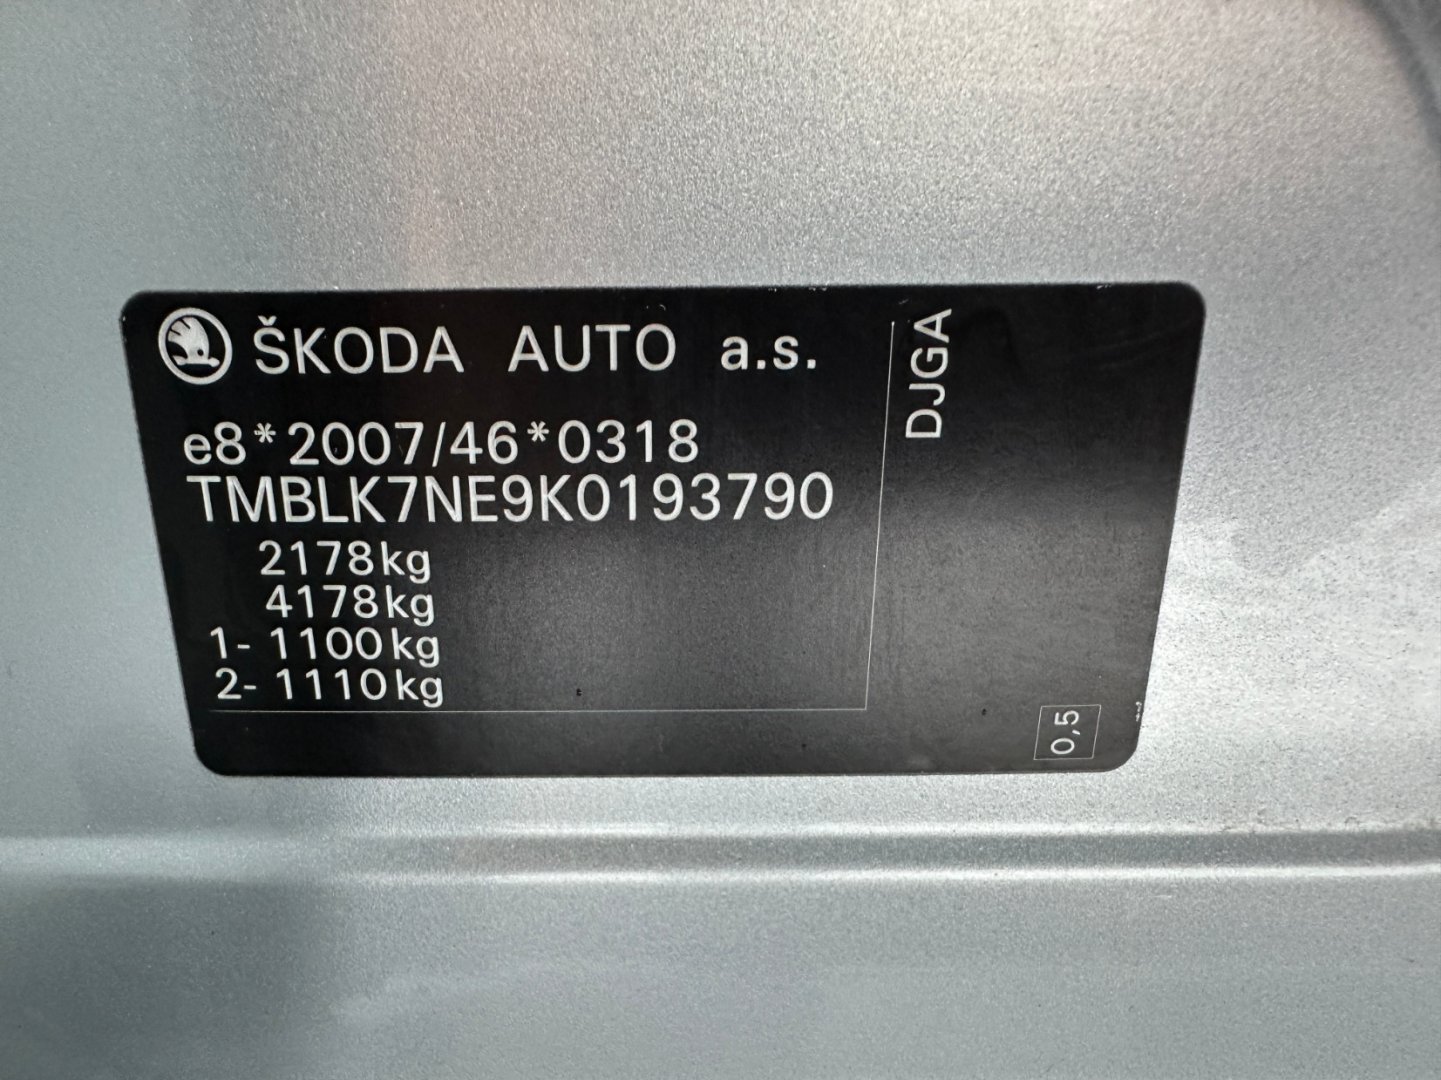 ŠKODA AUTO a.s.
e8*2007/46*0318
TMBLK7NE9K0193790
2178kg
4178kg
1- 1100kg
2- 1110kg
DJGA
0,5